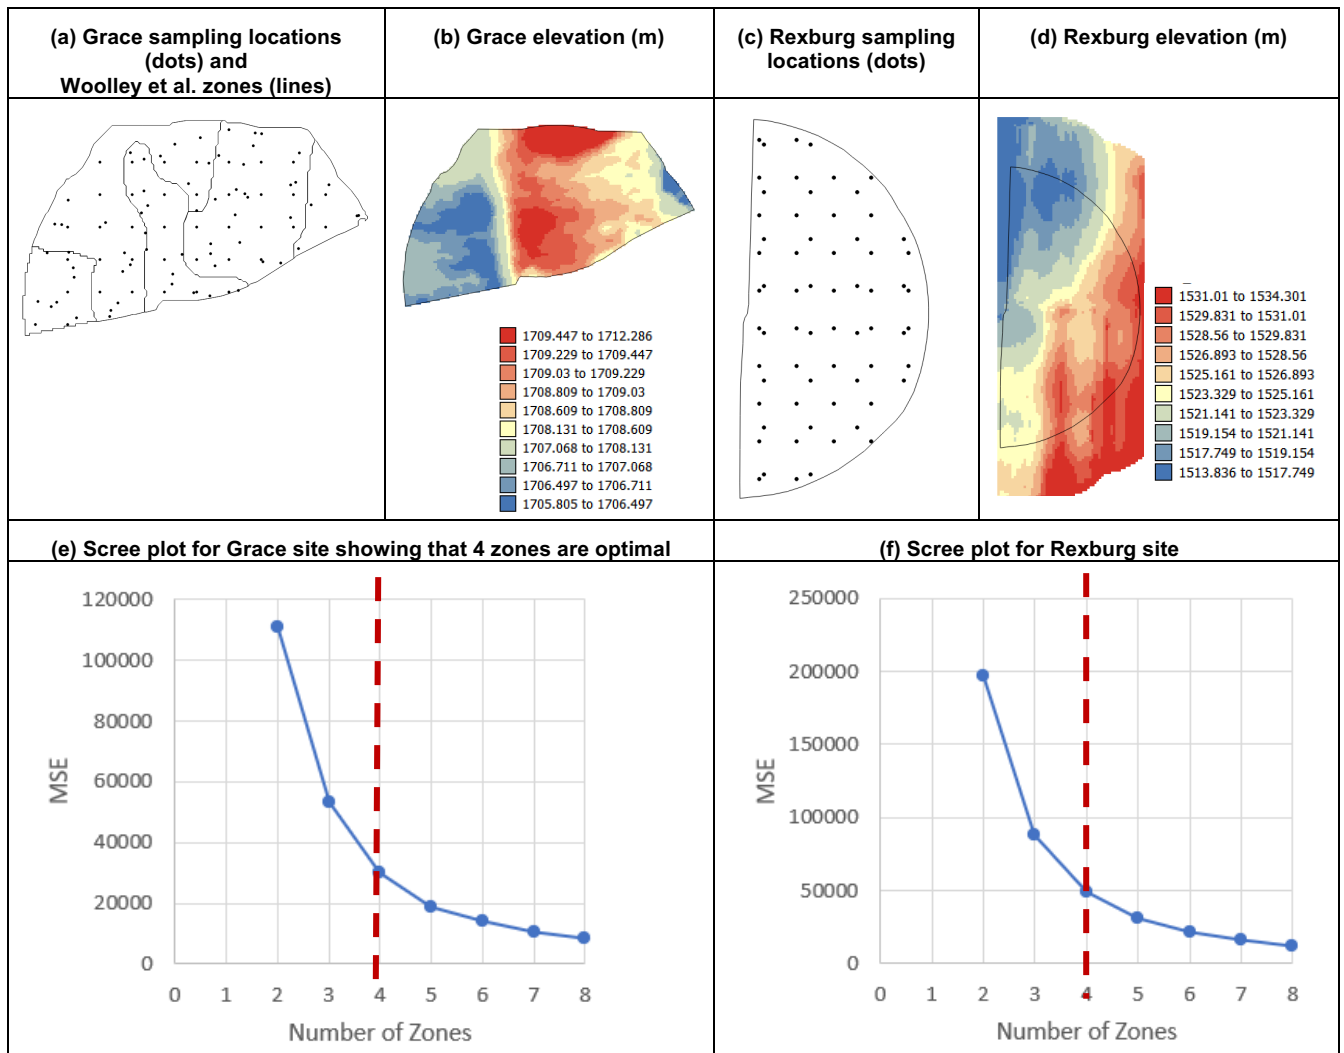 (a) Grace sampling locations
(dots) and
Woolley et al. zones (lines)
(b) Grace elevation (m)
(c) Rexburg sampling
locations (dots)
(d) Rexburg elevation (m)
1709.447 to 1712.286
1709.229 to 1709.447
1709.03 to 1709.229
1708.809 to 1709.03
1708.609 to 1708.809
1708.131 to 1708.609
1707.068 to 1708.131
1706.711 to 1707.068
1706.497 to 1706.711
1705.805 to 1706.497
1531.01 to 1534.301
1529.831 to 1531.01
1528.56 to 1529.831
1526.893 to 1528.56
1525.161 to 1526.893
1523.329 to 1525.161
1521.141 to 1523.329
1519.154 to 1521.141
1517.749 to 1519.154
1513.836 to 1517.749
(e) Scree plot for Grace site showing that 4 zones are optimal
120000
100000
80000
60000
40000
20000
0
MSE
0 1 2 3 4 5 6 7 8
Number of Zones
(f) Scree plot for Rexburg site
250000
200000
150000
100000
50000
0
MSE
0 1 2 3 4 5 6 7 8
Number of Zones